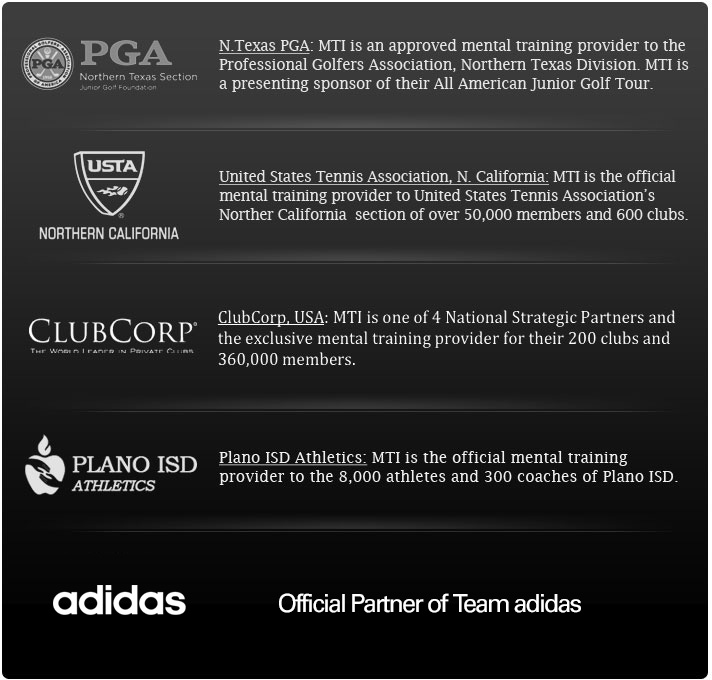 PGA
Northern Texas Section
Junior Golf Foundation
N.Texas PGA: MTI is an approved mental training provider to the
Professional Golfers Association, Northern Texas Division. MTI is
a presenting sponsor of their All American Junior Golf Tour.
USTA
NORTHERN CALIFORNIA
United States Tennis Association, N. California: MTI is the official
mental training provider to United States Tennis Association's
Norther California section of over 50,000 members and 600 clubs.
CLUBCORP
THE WORLD LEADER IN PRIVATE CLUBS
ClubCorp, USA: MTI is one of 4 National Strategic Partners and
the exclusive mental training provider for their 200 clubs and
360,000 members.
PLANO ISD
ATHLETICS
Plano ISD Athletics: MTI is the official mental training
provider to the 8,000 athletes and 300 coaches of Plano ISD.
adidas
Official Partner of Team adidas